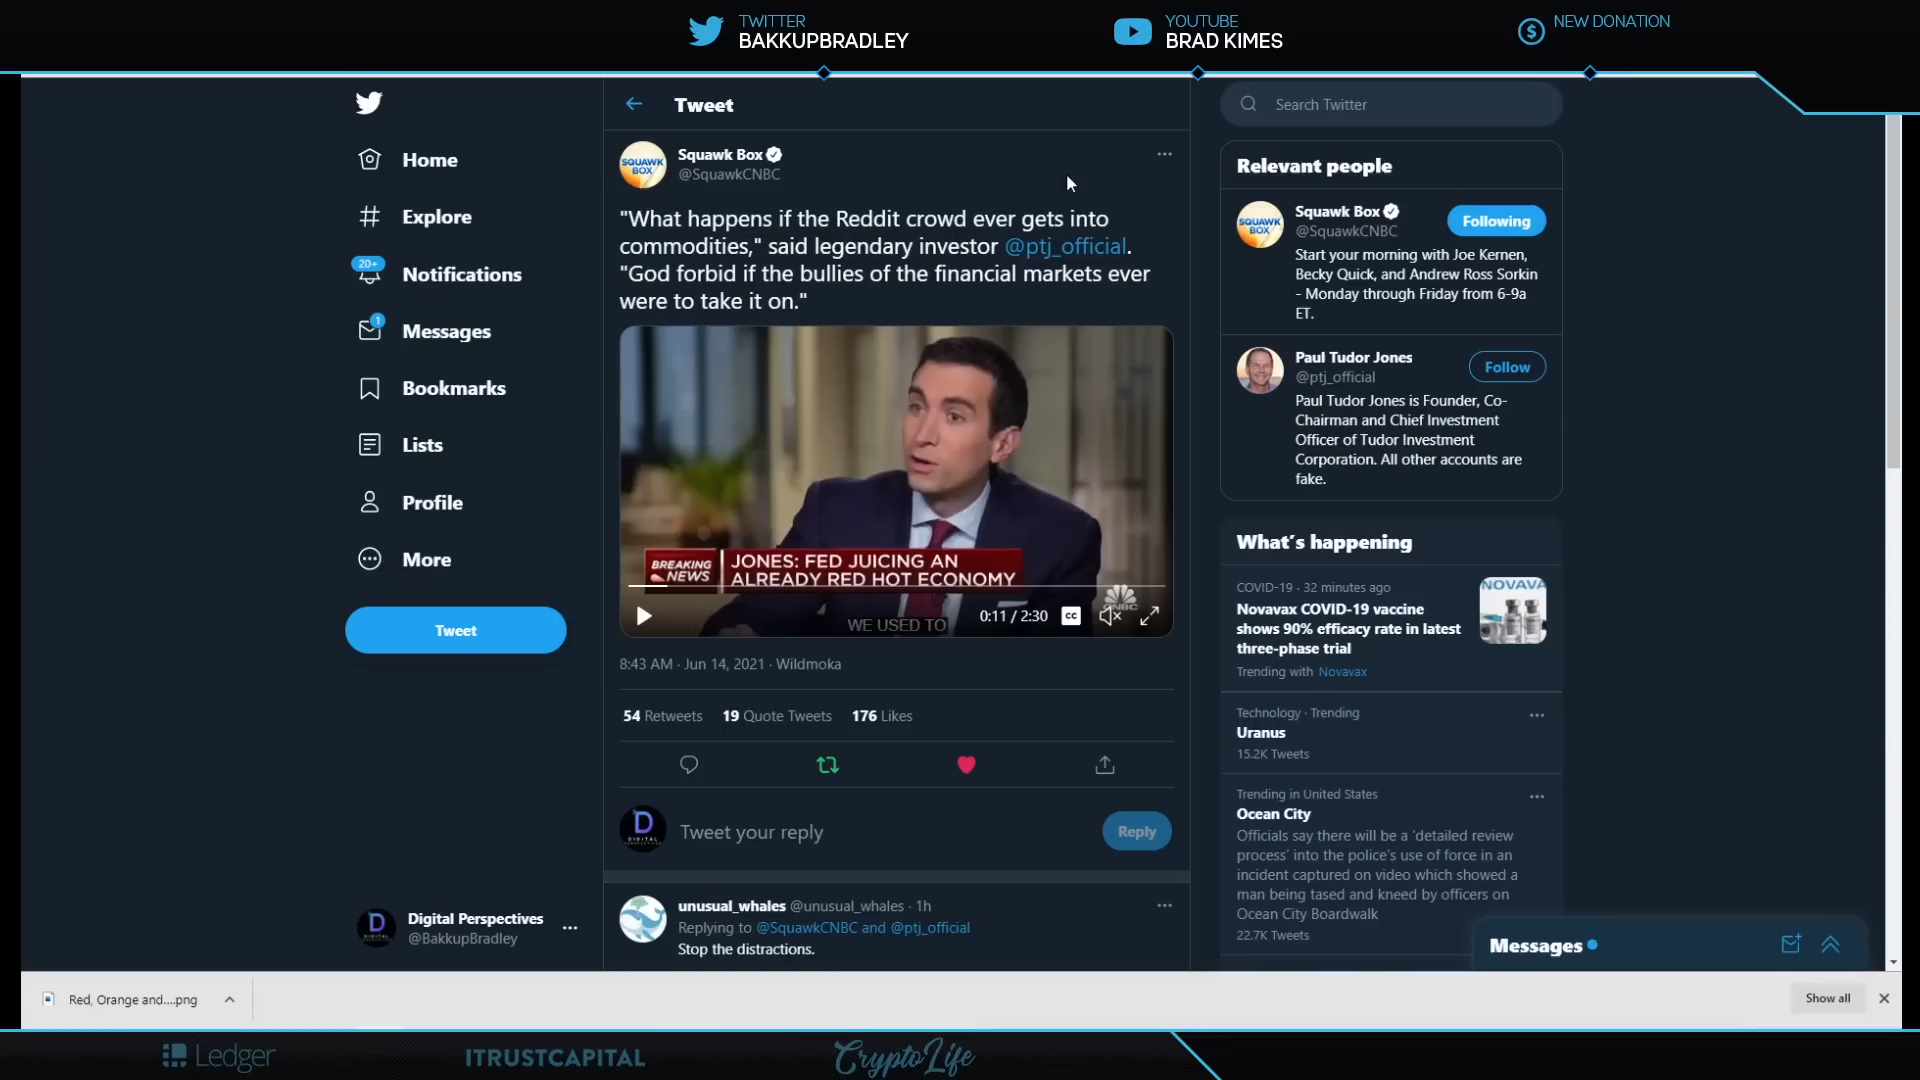 TWITTER
BAKKUPBRADLEY
YOUTUBE
BRAD KIMES
NEW DONATION
Home
Explore
20+
Notifications
1
Messages
Bookmarks
Lists
Profile
More
Tweet
Digital Perspectives
@BakkupBradley
Tweet
SQUAWK BOX
Squawk Box
@SquawkCNBC
"What happens if the Reddit crowd ever gets into
commodities," said legendary investor @ptj_official.
"God forbid if the bullies of the financial markets ever
were to take it on."
BREAKING NEWS
JONES: FED JUICING AN
ALREADY RED HOT ECONOMY
CNBC
0:11 / 2:30
CC
WE USED TO
8:43 AM · Jun 14, 2021 · Wildmoka
54 Retweets 19 Quote Tweets 176 Likes
D
DIGITAL
Tweet your reply
Reply
unusual_whales @unusual_whales · 1h
Replying to @SquawkCNBC and @ptj_official
Stop the distractions.
Search Twitter
Relevant people
SQUAWK BOX
Squawk Box
@SquawkCNBC
Following
Start your morning with Joe Kernen,
Becky Quick, and Andrew Ross Sorkin
- Monday through Friday from 6-9a
ET.
Paul Tudor Jones
@ptj_official
Follow
Paul Tudor Jones is Founder, Co-
Chairman and Chief Investment
Officer of Tudor Investment
Corporation. All other accounts are
fake.
What's happening
COVID-19 · 32 minutes ago
Novavax COVID-19 vaccine
shows 90% efficacy rate in latest
three-phase trial
Trending with Novavax
NOVAVA
Technology · Trending
Uranus
15.2K Tweets
Trending in United States
Ocean City
Officials say there will be a 'detailed review
process' into the police's use of force in an
incident captured on video which showed a
man being tased and kneed by officers on
Ocean City Boardwalk
22.7K Tweets
Messages
Red, Orange and....png
Show all
Ledger
ITRUSTCAPITAL
CryptoLife